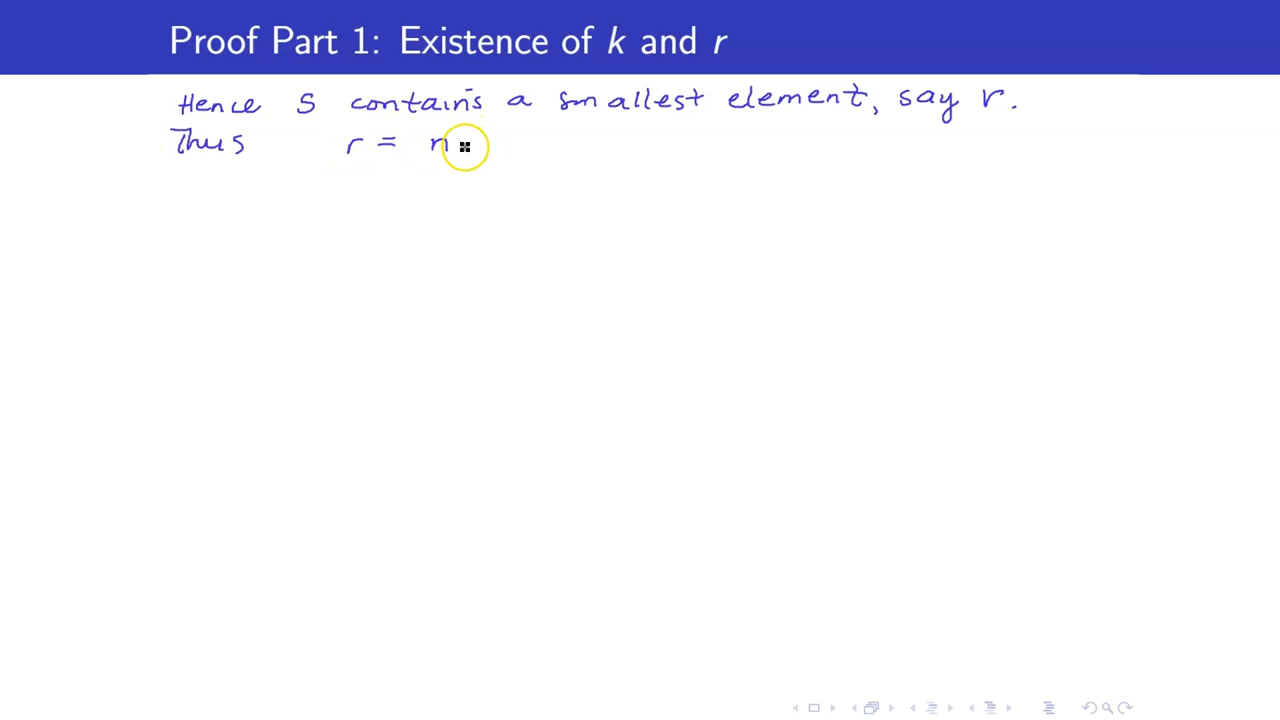 Proof Part 1: Existence of k and r
Hence S contains a smallest element, say r.
Thus r = n